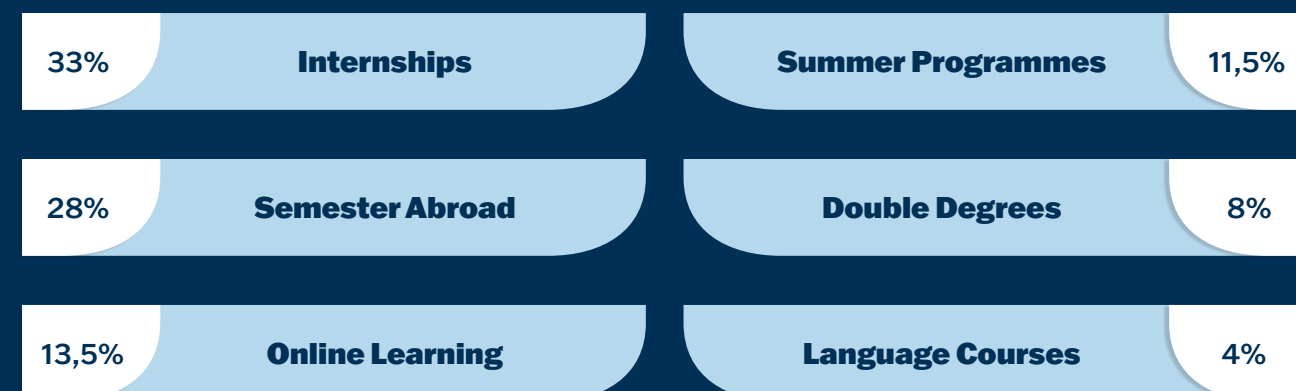 33% Internships
Summer Programmes 11,5%
28% Semester Abroad
Double Degrees 8%
13,5% Online Learning
Language Courses 4%